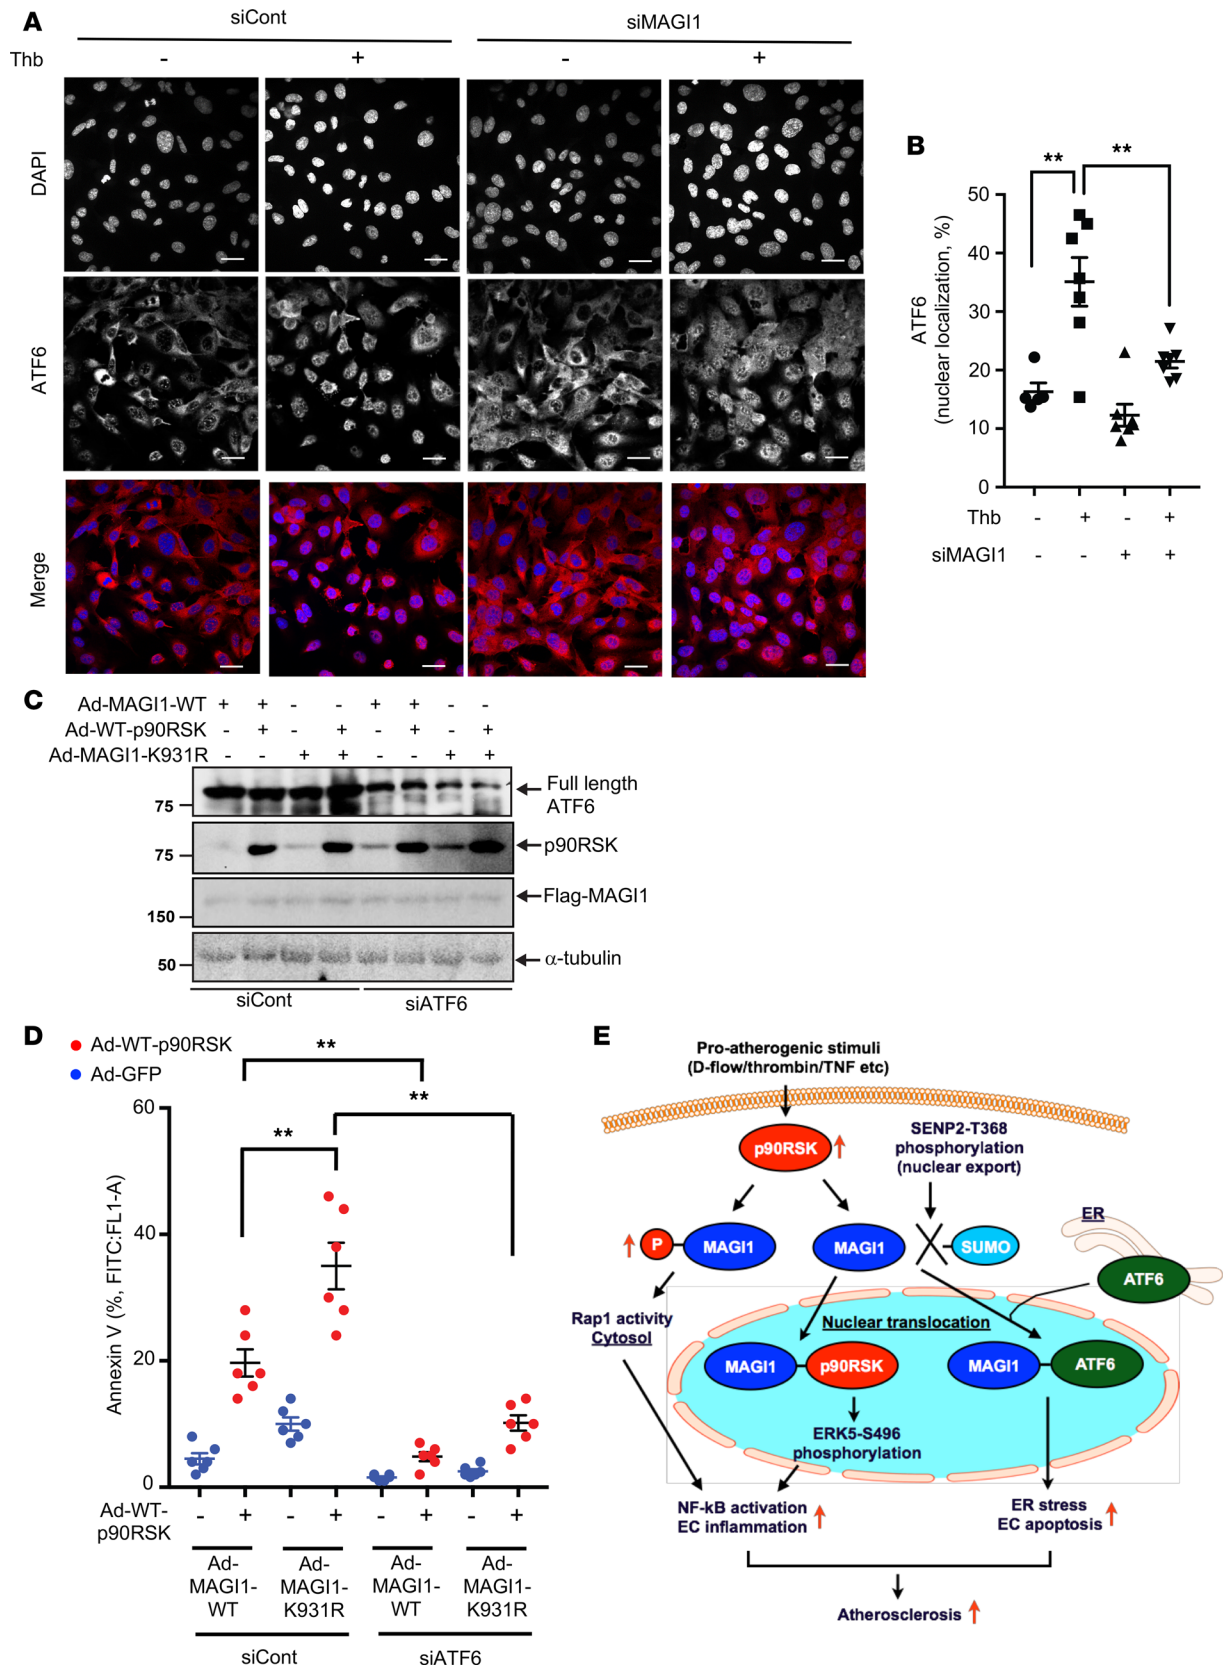 A
siCont
siMAGI1
Thb
-
+
-
+
DAPI
ATF6
Merge
B
**
**
50
40
30
20
10
0
ATF6
(nuclear localization, %)
Thb
- + - +
siMAGI1
- - + +
C
Ad-MAGI1-WT + + - - + + - -
Ad-WT-p90RSK - + - + - + - +
Ad-MAGI1-K931R - - + + - - + +
75
Full length
ATF6
75
p90RSK
150
Flag-MAGI1
50
α-tubulin
siCont
siATF6
D
Ad-WT-p90RSK
Ad-GFP
**
**
**
60
40
20
0
Annexin V (%, FITC:FL1-A)
Ad-WT-
p90RSK
- + - + - + - +
Ad-
MAGI1-
WT
Ad-
MAGI1-
K931R
Ad-
MAGI1-
WT
Ad-
MAGI1-
K931R
siCont
siATF6
E
Pro-atherogenic stimuli
(D-flow/thrombin/TNF etc)
p90RSK
SENP2-T368
phosphorylation
(nuclear export)
P
MAGI1
MAGI1
SUMO
ER
ATF6
Rap1 activity
Cytosol
Nuclear translocation
MAGI1
p90RSK
MAGI1
ATF6
ERK5-S496
phosphorylation
NF-kB activation
EC inflammation
ER stress
EC apoptosis
Atherosclerosis